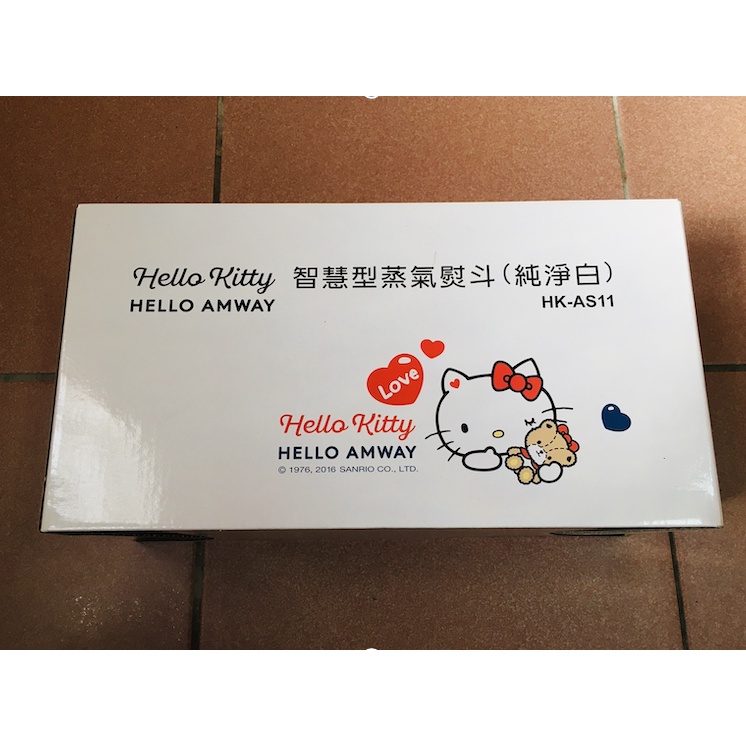 Hello Kitty 智慧型蒸氣熨斗(純淨白)
HELLO AMWAY HK-AS11
Love
Hello Kitty
HELLO AMWAY
© 1976, 2016 SANRIO CO., LTD.